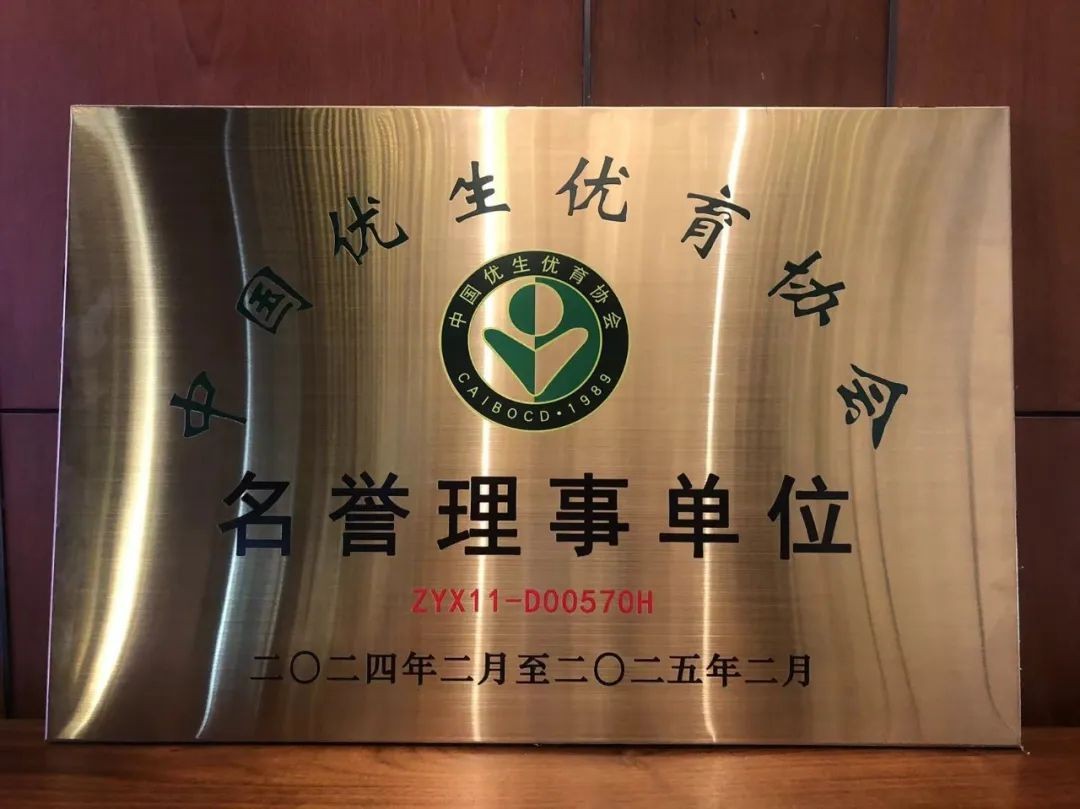 中国优生优育协会
中国优生优育协会
CAIBOCD·1989
名誉理事单位
ZYX11-D00570H
二〇二四年二月至二〇二五年二月